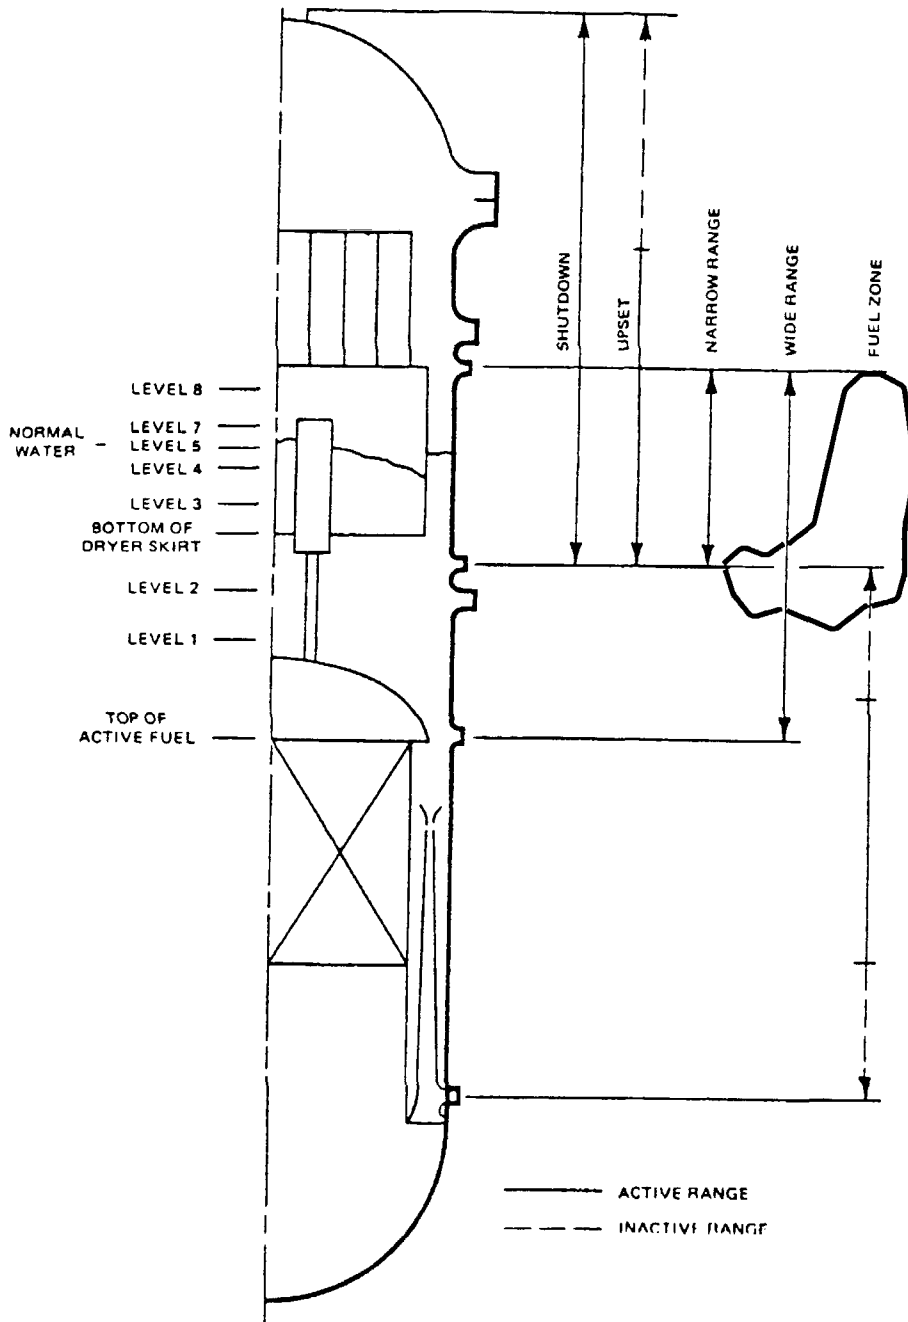 SHUTDOWN
UPSET
NARROW RANGE
WIDE RANGE
FUEL ZONE
LEVEL 8
LEVEL 7
NORMAL
WATER –
LEVEL 5
LEVEL 4
LEVEL 3
BOTTOM OF
DRYER SKIRT
LEVEL 2
LEVEL 1
TOP OF
ACTIVE FUEL
ACTIVE RANGE
INACTIVE RANGE